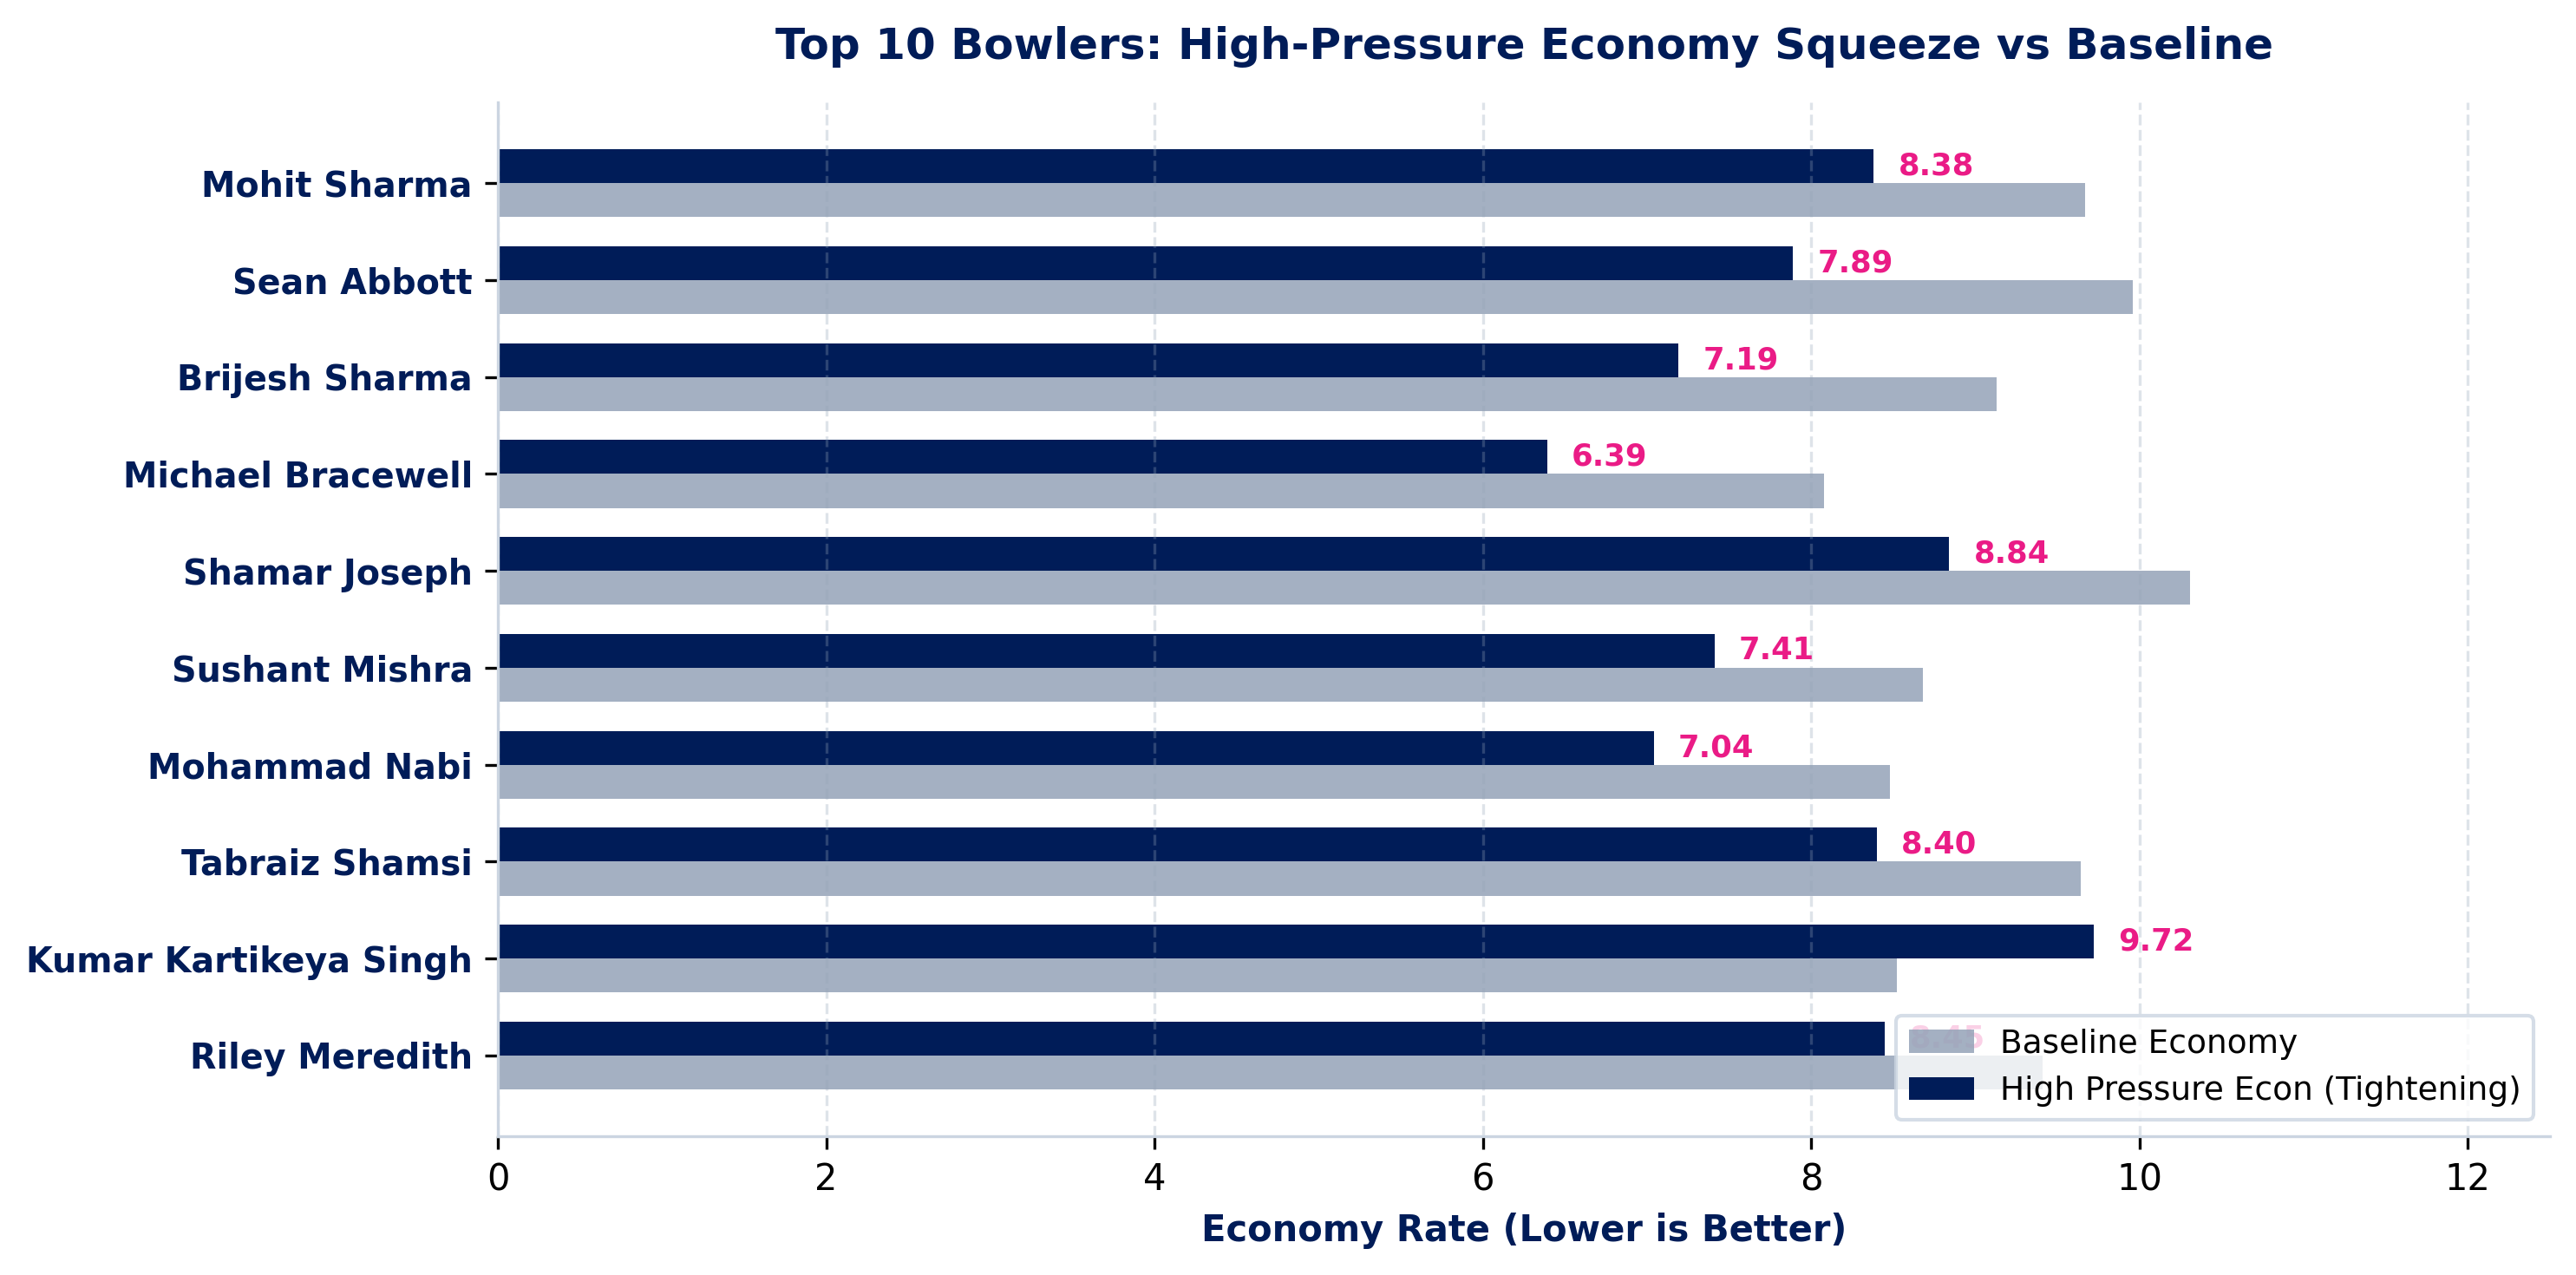 Top 10 Bowlers: High-Pressure Economy Squeeze vs Baseline
Mohit Sharma
8.38
Sean Abbott
7.89
Brijesh Sharma
7.19
Michael Bracewell
6.39
Shamar Joseph
8.84
Sushant Mishra
7.41
Mohammad Nabi
7.04
Tabraiz Shamsi
8.40
Kumar Kartikeya Singh
9.72
Riley Meredith
8.45
Baseline Economy
High Pressure Econ (Tightening)
0 2 4 6 8 10 12
Economy Rate (Lower is Better)